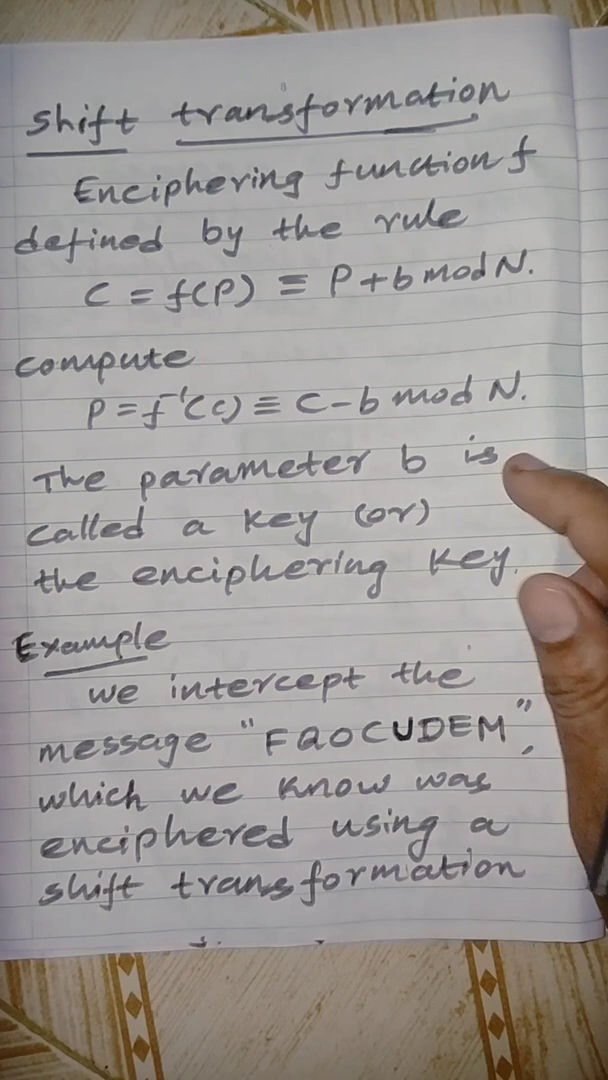 Shift transformation
Enciphering function f
defined by the rule
C = f(P) ≡ P + b mod N.
compute
P = f⁻¹(C) ≡ C - b mod N.
The parameter b is
called a key (or)
the enciphering key.
Example
we intercept the
message "FQOCUDEM",
which we know was
enciphered using a
shift transformation